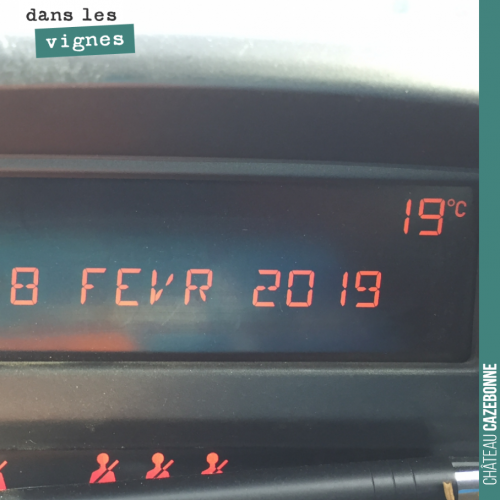 dans les
vignes
19°C
8 FEVR 2019
CHÂTEAU CAZEBONNE